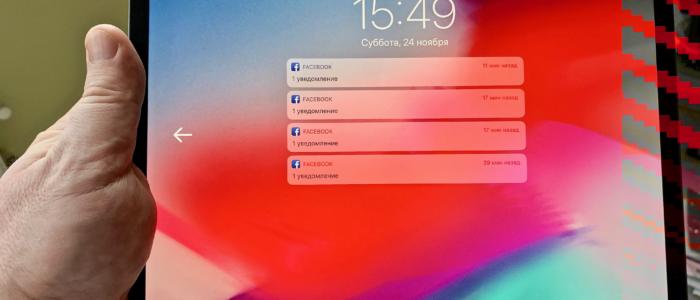 15:49
Суббота, 24 ноября
FACEBOOK 11 мин назад
1 уведомление
FACEBOOK 17 мин назад
1 уведомление
FACEBOOK 17 мин назад
1 уведомление
FACEBOOK 29 мин назад
1 уведомление